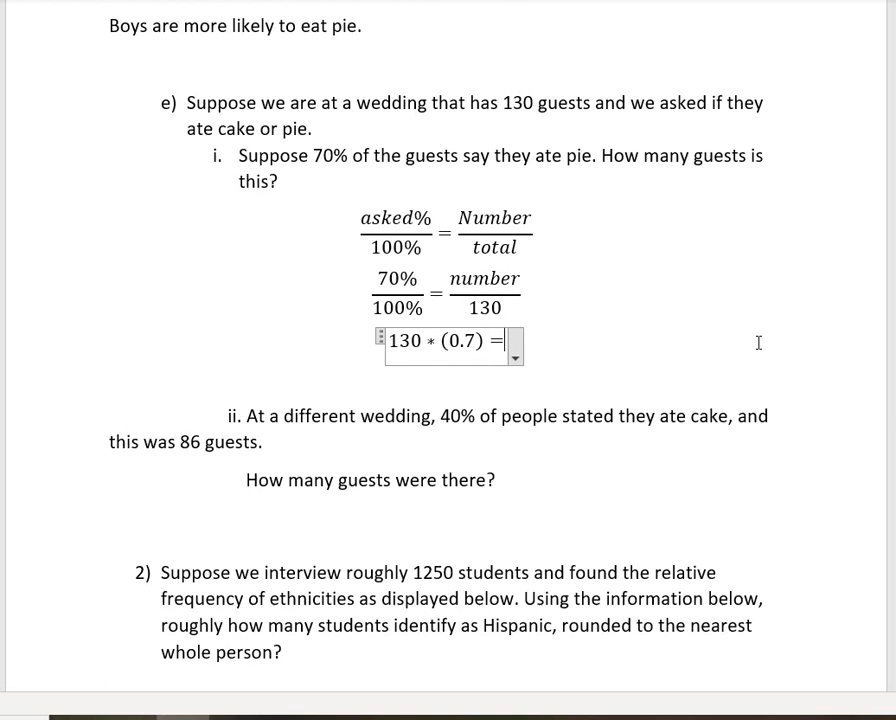 Boys are more likely to eat pie.
e) Suppose we are at a wedding that has 130 guests and we asked if they
ate cake or pie.
i. Suppose 70% of the guests say they ate pie. How many guests is
this?
asked%/100% = Number/total
70%/100% = number/130
130 * (0.7) =
ii. At a different wedding, 40% of people stated they ate cake, and
this was 86 guests.
How many guests were there?
2) Suppose we interview roughly 1250 students and found the relative
frequency of ethnicities as displayed below. Using the information below,
roughly how many students identify as Hispanic, rounded to the nearest
whole person?